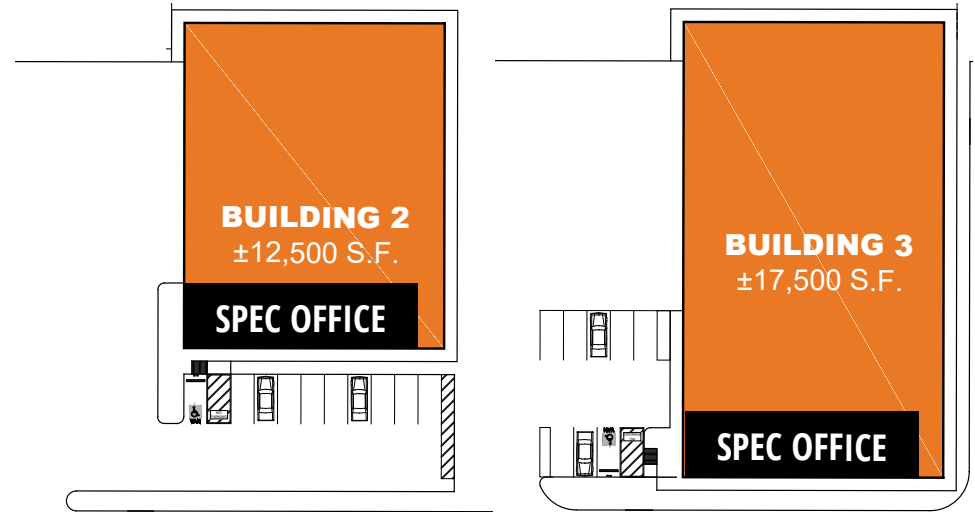 BUILDING 2
±12,500 S.F.
SPEC OFFICE
BUILDING 3
±17,500 S.F.
SPEC OFFICE